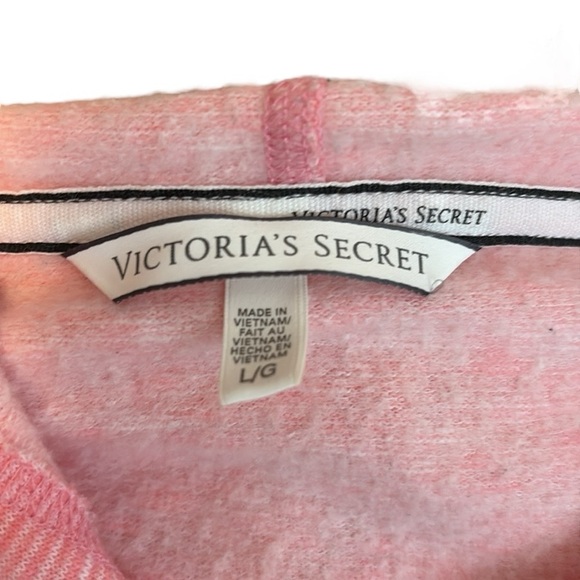 VICTORIA'S SECRET
VICTORIA'S SECRET
MADE IN
VIETNAM/
FAIT AU
VIETNAM/
HECHO EN
VIETNAM
L/G